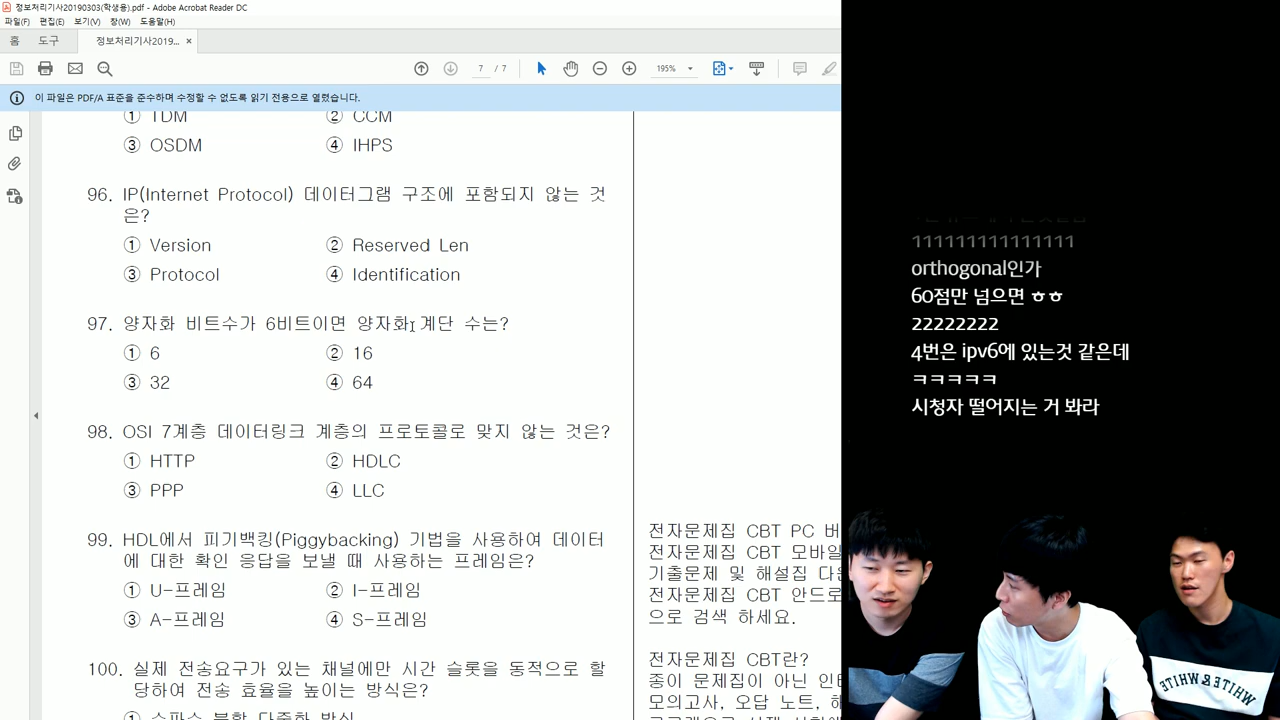 정보처리기사20190303(학생용).pdf - Adobe Acrobat Reader DC
파일(F) 편집(E) 보기(V) 창(W) 도움말(H)
홈 도구 정보처리기사2019... ×
7 / 7 195%
이 파일은 PDF/A 표준을 준수하며 수정할 수 없도록 읽기 전용으로 열렸습니다.
① TDM ② CCM
③ OSDM ④ IHPS
96. IP(Internet Protocol) 데이터그램 구조에 포함되지 않는 것
은?
① Version ② Reserved Len
③ Protocol ④ Identification
97. 양자화 비트수가 6비트이면 양자화 계단 수는?
① 6 ② 16
③ 32 ④ 64
98. OSI 7계층 데이터링크 계층의 프로토콜로 맞지 않는 것은?
① HTTP ② HDLC
③ PPP ④ LLC
99. HDL에서 피기백킹(Piggybacking) 기법을 사용하여 데이터
에 대한 확인 응답을 보낼 때 사용하는 프레임은?
① U-프레임 ② I-프레임
③ A-프레임 ④ S-프레임
100. 실제 전송요구가 있는 채널에만 시간 슬롯을 동적으로 할
당하여 전송 효율을 높이는 방식은?
① 주파수 분할 다중화 방식
전자문제집 CBT PC 버
전자문제집 CBT 모바일
기출문제 및 해설집 다운
전자문제집 CBT 안드로
으로 검색 하세요.
전자문제집 CBT란?
종이 문제집이 아닌 인터
모의고사, 오답 노트, 해
111111111111111
orthogonal인가
60점만 넘으면 ㅎㅎ
22222222
4번은 ipv6에 있는것 같은데
ㅋㅋㅋㅋㅋ
시청자 떨어지는 거 봐라
WHITE&WHITE